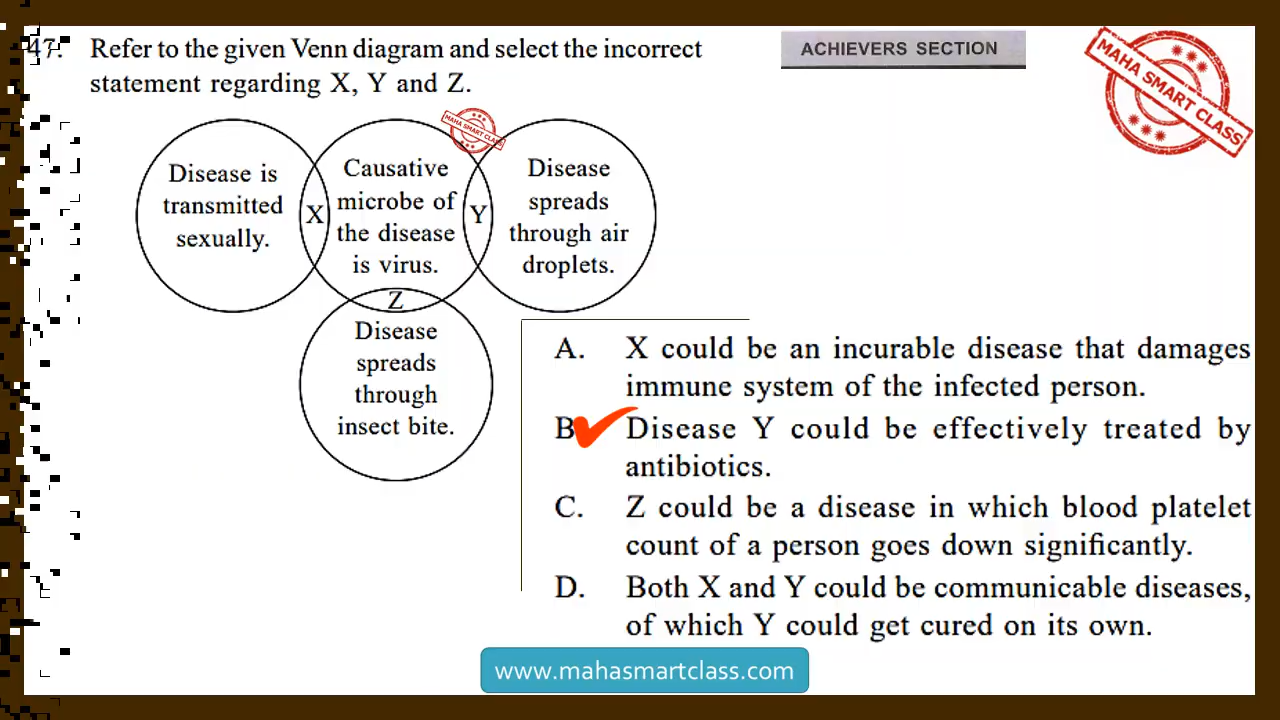 47. Refer to the given Venn diagram and select the incorrect
statement regarding X, Y and Z.
ACHIEVERS SECTION
MAHA SMART CLASS
MAHA SMART CLASS
Disease is
transmitted
sexually.
X
Causative
microbe of
the disease
is virus.
Y
Disease
spreads
through air
droplets.
Z
Disease
spreads
through
insect bite.
A. X could be an incurable disease that damages
immune system of the infected person.
B Disease Y could be effectively treated by
antibiotics.
C. Z could be a disease in which blood platelet
count of a person goes down significantly.
D. Both X and Y could be communicable diseases,
of which Y could get cured on its own.
www.mahasmartclass.com